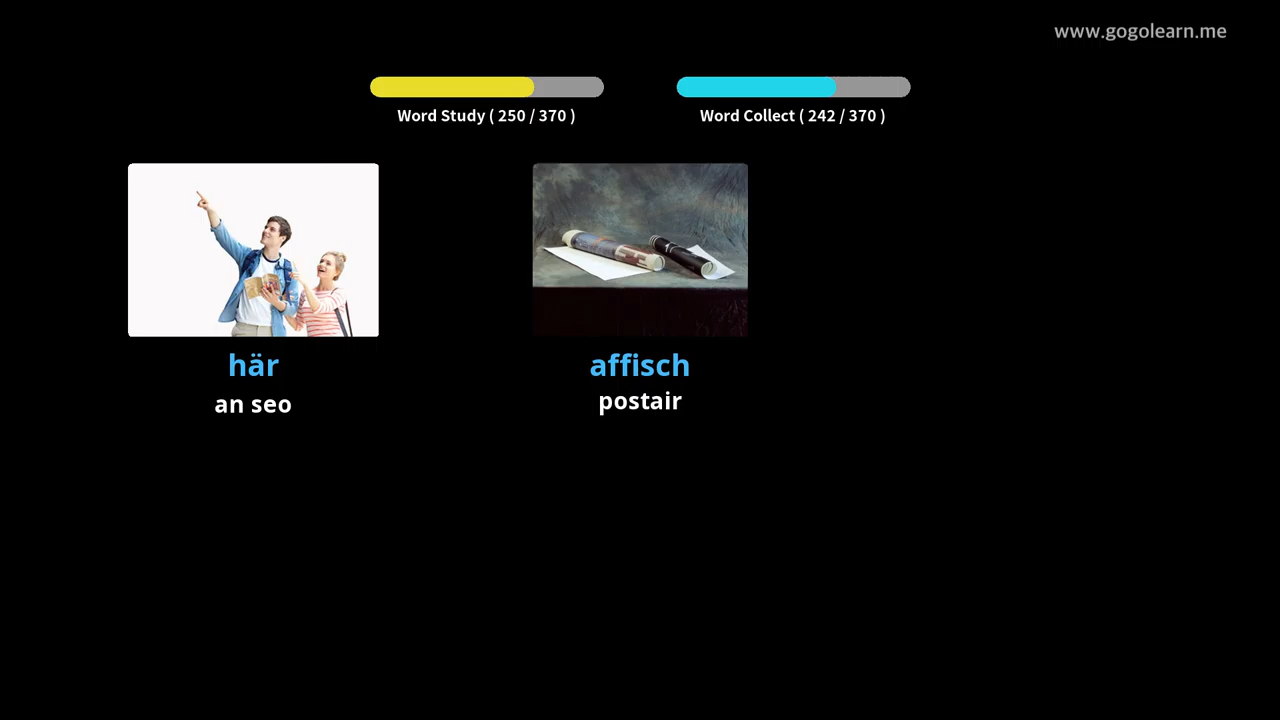 www.gogolearn.me
Word Study ( 250 / 370 )
Word Collect ( 242 / 370 )
här
an seo
affisch
postair